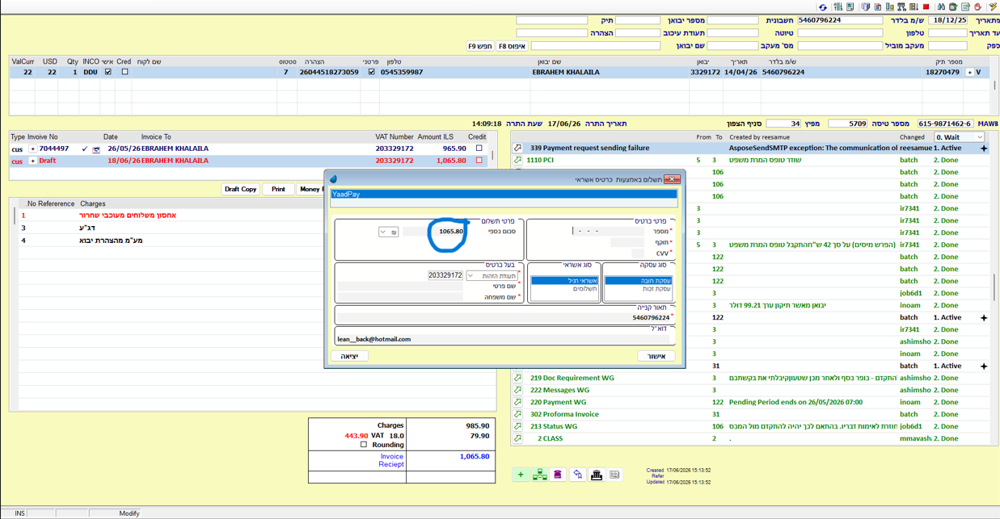 מתאריך 18/12/25 ש/מ בלדר 5460796224 חשבונית מספר יבואן תיק
עד תאריך טלפון טיוטה תעודת עיכוב הצהרה
ספק מעקב מוביל מס' מעקב שם יבואן איפוס F8 חפש F9
ValCurr USD Qty INCO אישי Cred שם לקוח סטטוס הצהרה פרטני טלפון שם יבואן יבואן תאריך ש/מ בלדר מספר תיק
22 22 1 DDU 7 26044518273059 0545359987 EBRAHEM KHALAILA 3329172 14/04/26 5460796224 18270479 + V
MAWB 615-9871462-6 מספר טיסה 5709 מפיץ 34 סניף הצפון תאריך התרה 17/06/26 שעת התרה 14:09:18
Type Invoive No Date Invoice To VAT Number Amount ILS Credit
cus + 7044497 ✓ 26/05/26 EBRAHEM KHALAILA 203329172 965.90
cus + Draft 18/06/26 EBRAHEM KHALAILA 203329172 1,065.80
Draft Copy Print Money R
.No Refererence Charges
1 אחסון משלוחים מעוכבי שחרור
3 דג"ע
4 מע"מ מהצהרת יבוא
Charges 985.90
443.90 VAT 18.0 79.90
Rounding
Invoice 1,065.80
Reciept
תשלום באמצעות כרטיס אשראי
YaadPay
פרטי כרטיס
מספר* - - -
תוקף*
CVV*
פרטי תשלום
סכום כספי 1065.80 ₪
סוג עסקה
עסקת חובה
עסקת זכות
סוג אשראי
אשראי רגיל
תשלומים
בעל כרטיס
* תעודת הזהות 203329172
* שם פרטי
* שם משפחה
תאור קנייה
* 5460796224
דוא"ל
lean__back@hotmail.com
אישור יציאה
From To Created by reesamue Changed 0. Wait
339 Payment request sending failure AsposeSendSMTP exception: The communication ol reesamue 1. Active
1110 PCI 5 3 שודר טופס המרת משפט batch 2. Done
106 batch 2. Done
106 batch 2. Done
106 batch 2. Done
3 ir7341 2. Done
3 ir7341 2. Done
3 ir7341 2. Done
5 3 התקבל טופס המרת משפט (הפרש מיסים) על סך 42 ש"ח ir7341 2. Done
122 batch 2. Done
122 batch 2. Done
122 batch 2. Done
3 job6d1 2. Done
3 יבואן מאשר תיקון ערך 99.21 דולר inoam 2. Done
122 batch 1. Active
3 ir7341 2. Done
3 ashimsho 2. Done
3 inoam 2. Done
31 batch 1. Active
219 Doc Requirement WG 3 קיבלתי את בקשתכם ashimsho 2. Done
222 Messages WG 3 ashimsho 2. Done
220 Payment WG 122 Pending Period ends on 26/05/2026 07:00 inoam 2. Done
302 Proforma Invoice 31 batch 2. Done
213 Status WG 106 בהתאם לכך יהיה להתקדם מול המכס job6d1 2. Done
2 CLASS 2 . mmavasha 2. Done
Created 17/06/2026 15:13:52
Refer
Updated 17/06/2026 15:13:52
INS Modify